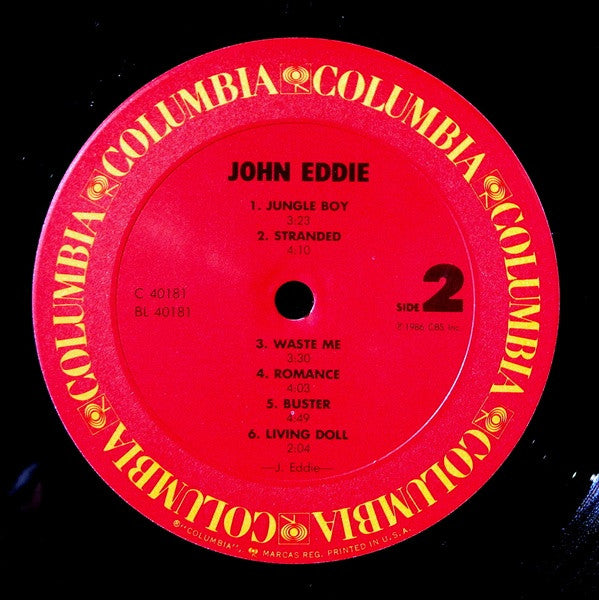 COLUMBIA COLUMBIA COLUMBIA COLUMBIA COLUMBIA COLUMBIA COLUMBIA COLUMBIA
JOHN EDDIE
1. JUNGLE BOY
3:23
2. STRANDED
4:10
C 40181
BL 40181
SIDE 2
℗ 1986 CBS Inc.
3. WASTE ME
3:30
4. ROMANCE
4:03
5. BUSTER
4:49
6. LIVING DOLL
2:04
—J. Eddie—
®"COLUMBIA", MARCAS REG. PRINTED IN U.S.A.